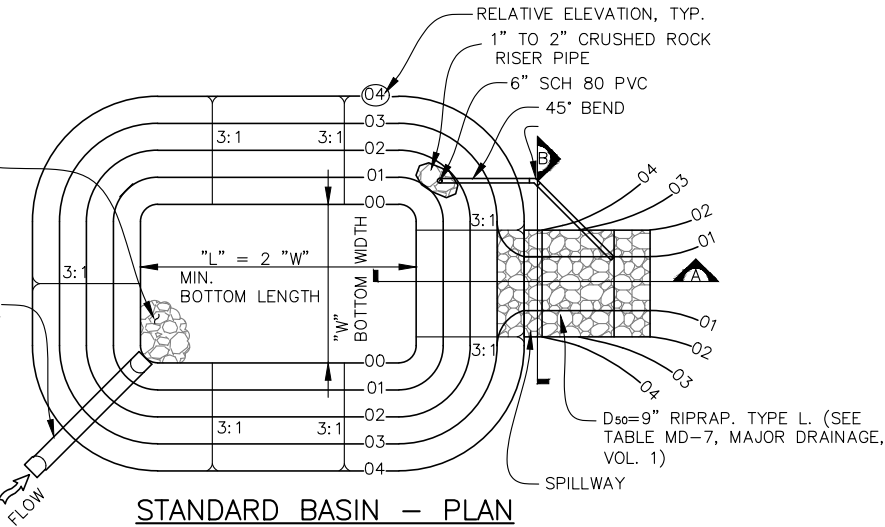 RELATIVE ELEVATION, TYP.
1" TO 2" CRUSHED ROCK
RISER PIPE
6" SCH 80 PVC
45° BEND
04
03
02
01
00
3:1
3:1
B
04
03
02
01
3:1
3:1
"L" = 2 "W"
MIN.
BOTTOM LENGTH
"W"
BOTTOM WIDTH
A
01
02
03
04
3:1
00
01
02
03
04
3:1
3:1
D50=9" RIPRAP. TYPE L. (SEE
TABLE MD-7, MAJOR DRAINAGE,
VOL. 1)
SPILLWAY
FLOW
STANDARD BASIN - PLAN